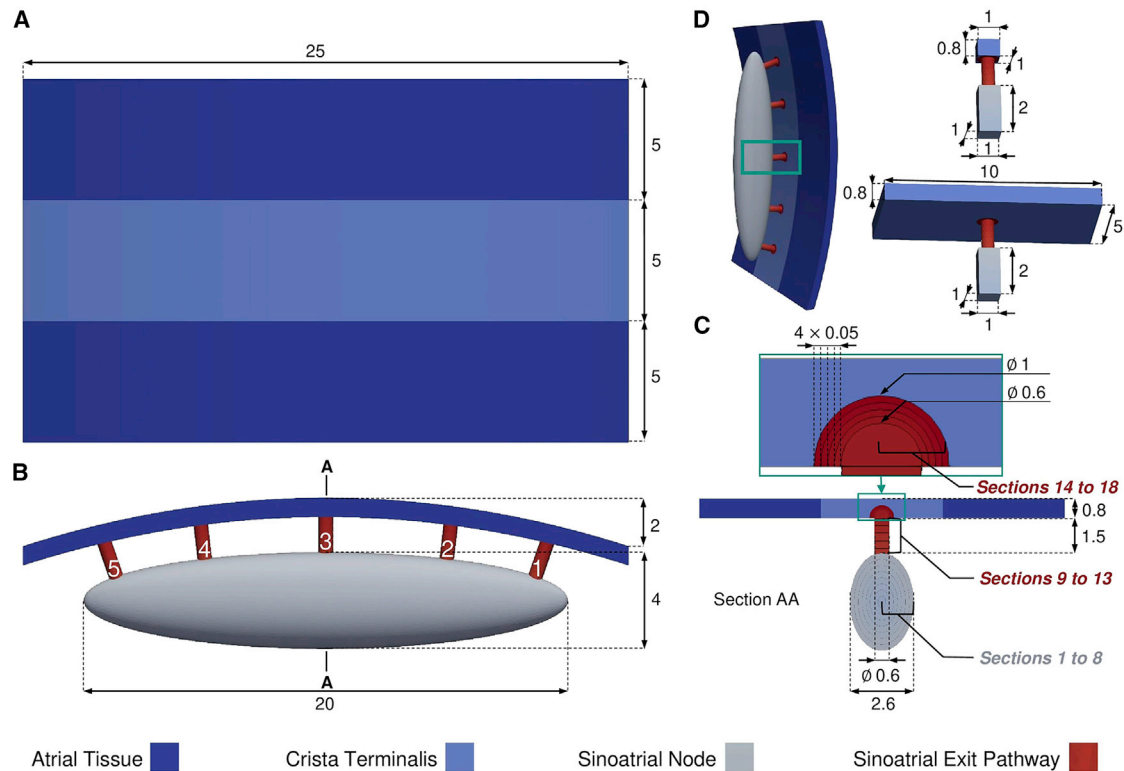 A
25
5
5
5
B
A
5
4
3
2
1
2
4
A
20
D
1
0.8
1
2
1
1
10
0.8
5
2
1
1
C
4 × 0.05
Ø 1
Ø 0.6
Sections 14 to 18
0.8
1.5
Sections 9 to 13
Section AA
Sections 1 to 8
Ø 0.6
2.6
Atrial Tissue
Crista Terminalis
Sinoatrial Node
Sinoatrial Exit Pathway